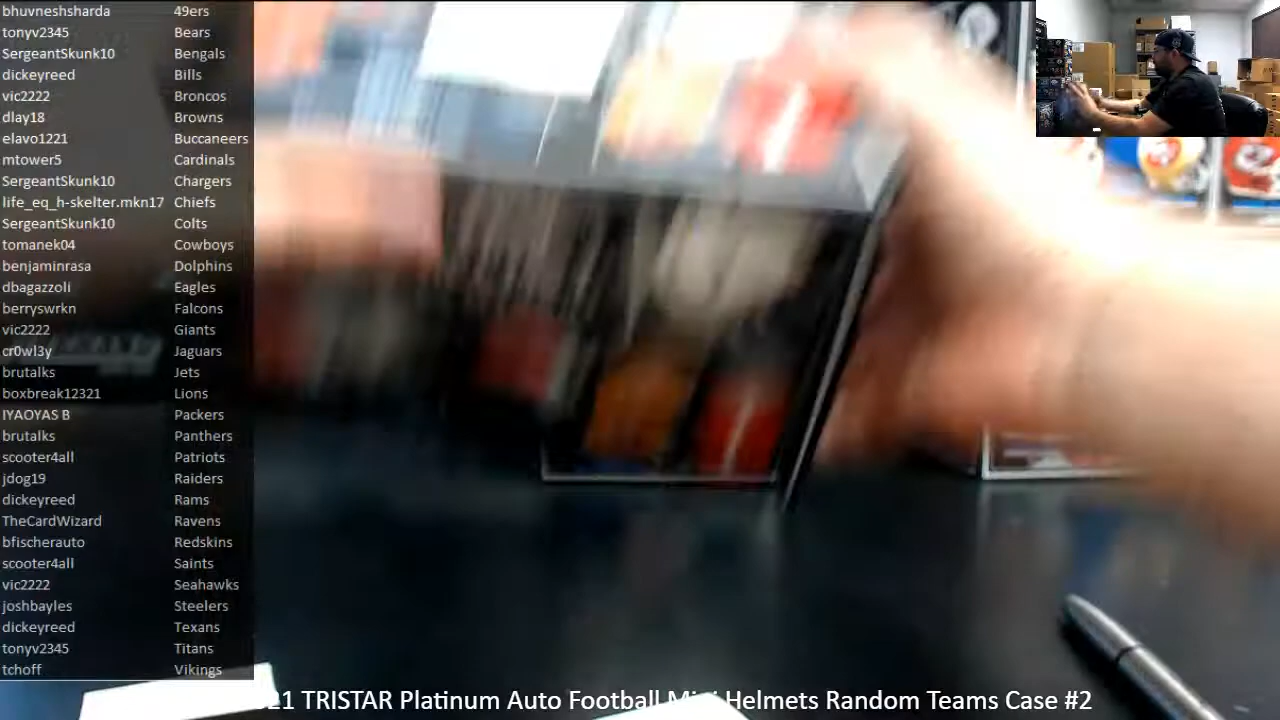 bhuvneshsharda 49ers
tonyv2345 Bears
SergeantSkunk10 Bengals
dickeyreed Bills
vic2222 Broncos
dlay18 Browns
elavo1221 Buccaneers
mtower5 Cardinals
SergeantSkunk10 Chargers
life_eq_h-skelter.mkn17 Chiefs
SergeantSkunk10 Colts
tomanek04 Cowboys
benjaminrasa Dolphins
dbagazzoli Eagles
berryswrkn Falcons
vic2222 Giants
cr0wl3y Jaguars
brutalks Jets
boxbreak12321 Lions
IYAOYAS B Packers
brutalks Panthers
scooter4all Patriots
jdog19 Raiders
dickeyreed Rams
TheCardWizard Ravens
bfischerauto Redskins
scooter4all Saints
vic2222 Seahawks
joshbayles Steelers
dickeyreed Texans
tonyv2345 Titans
tchoff Vikings
21 TRISTAR Platinum Auto Football Mini Helmets Random Teams Case #2